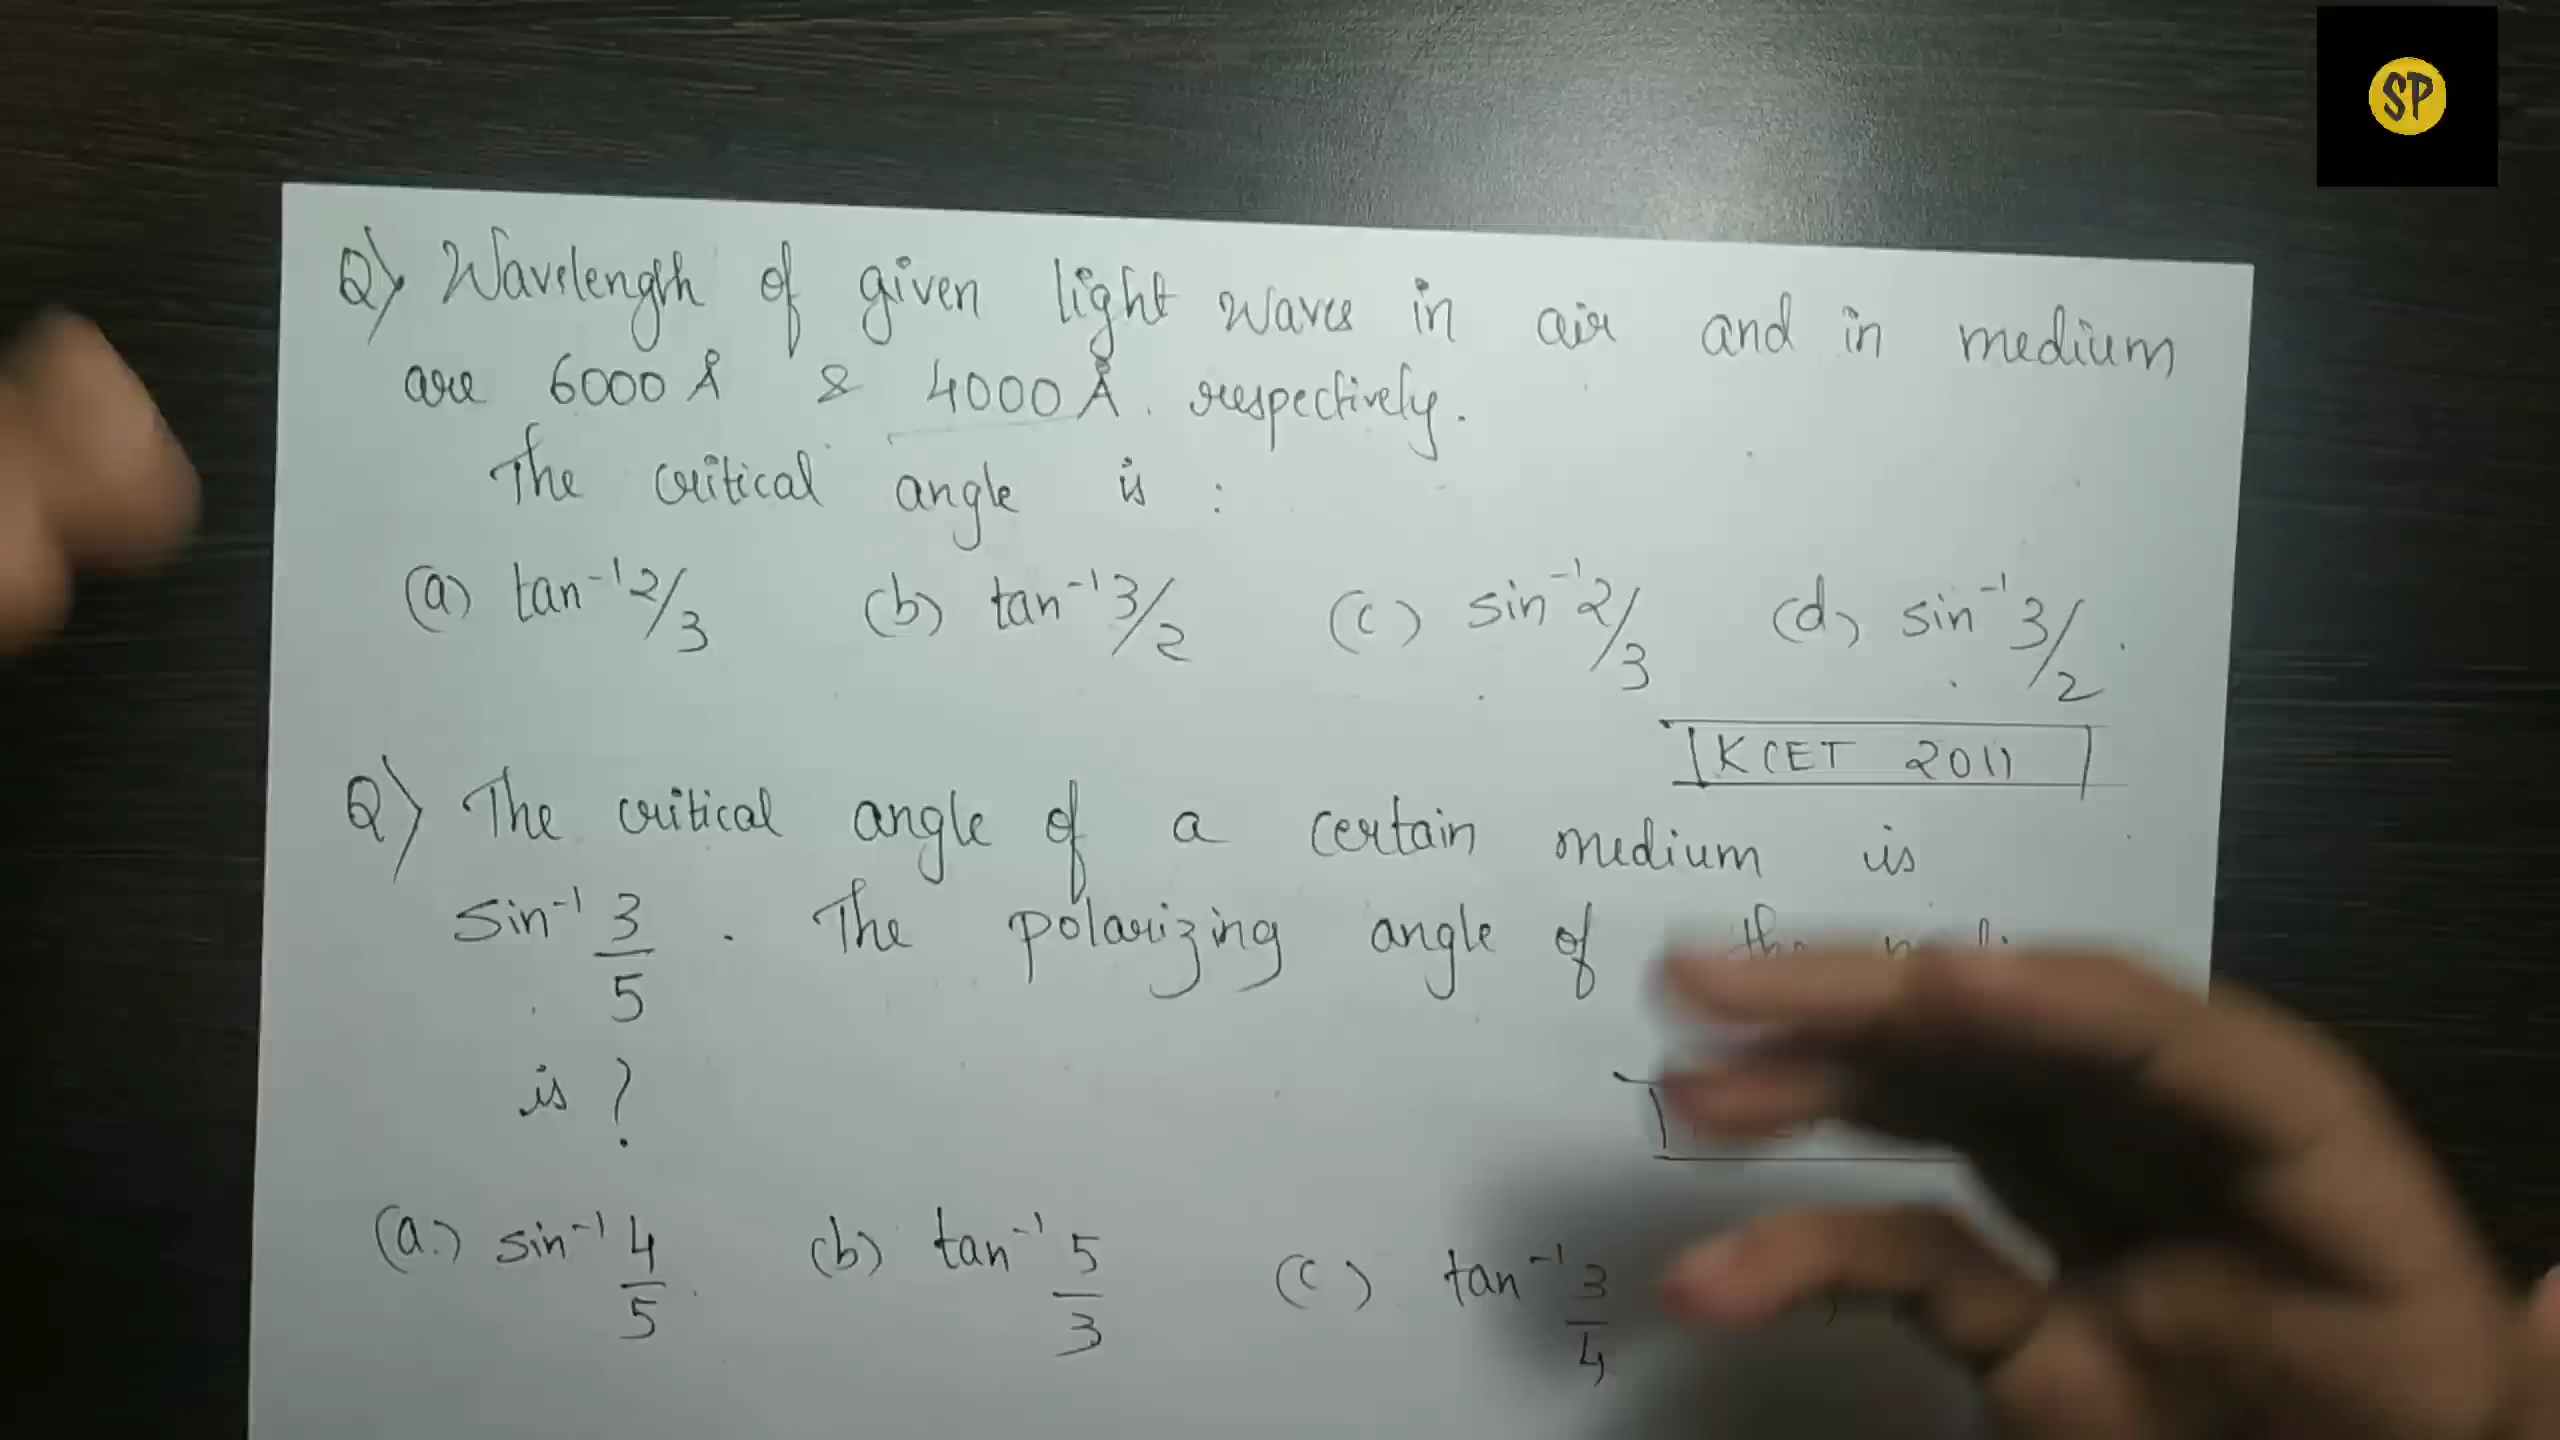 SP
Q) Wavelength of given light waves in air and in medium
are 6000 Å & 4000 Å. respectively.
The critical angle is :
(a) tan⁻¹ 2/3 (b) tan⁻¹ 3/2 (c) sin⁻¹ 2/3 (d) sin⁻¹ 3/2.
KCET 2011
Q) The critical angle of a certain medium is
sin⁻¹ 3/5. The polarizing angle of the
is ?
(a.) sin⁻¹ 4/5 (b) tan⁻¹ 5/3 (c) tan⁻¹ 3/4